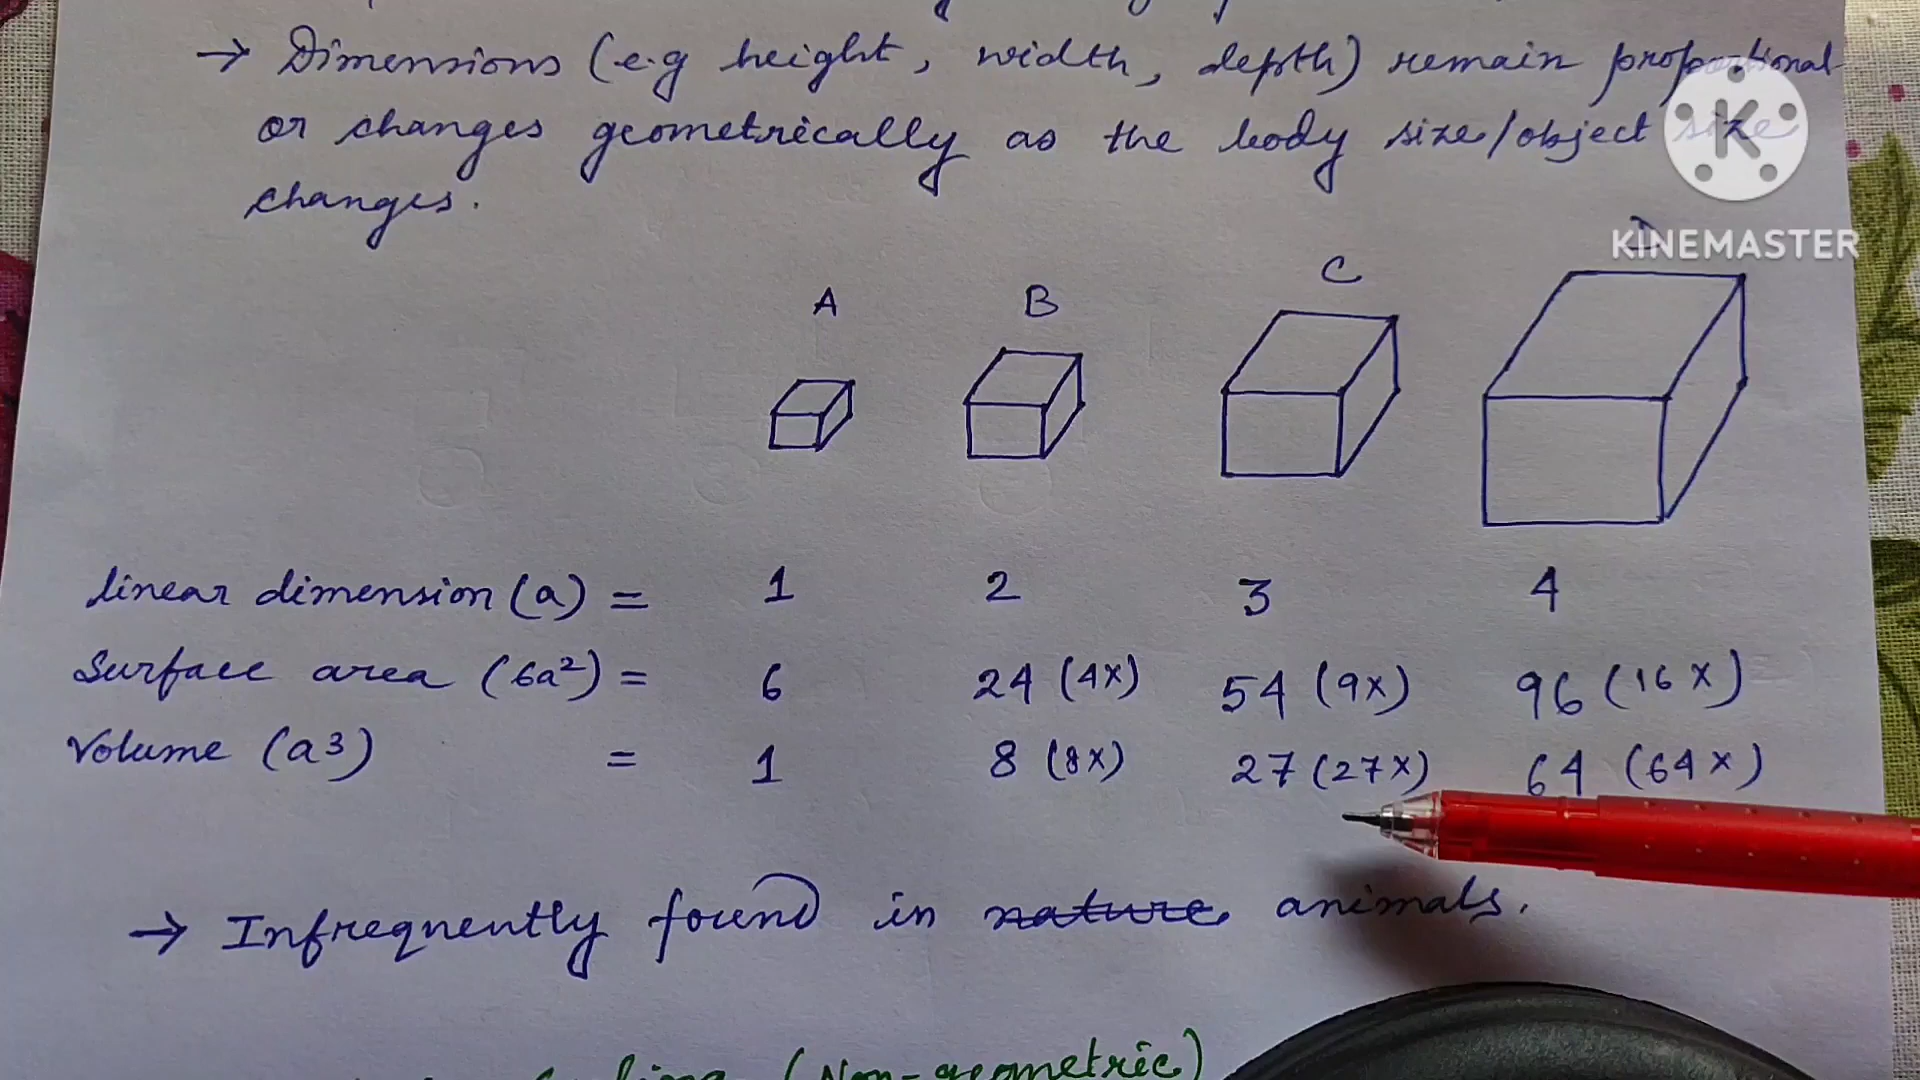 → Dimensions (e.g height, width, depth) remain proportional
or changes geometrically as the body size/object size
changes.
KINEMASTER
A B C D
linear dimension (a) = 1 2 3 4
Surface area (6a²) = 6 24 (4x) 54 (9x) 96 (16x)
Volume (a³) = 1 8 (8x) 27 (27x) 64 (64x)
→ Infrequently found in nature animals.
(Non-geometric)